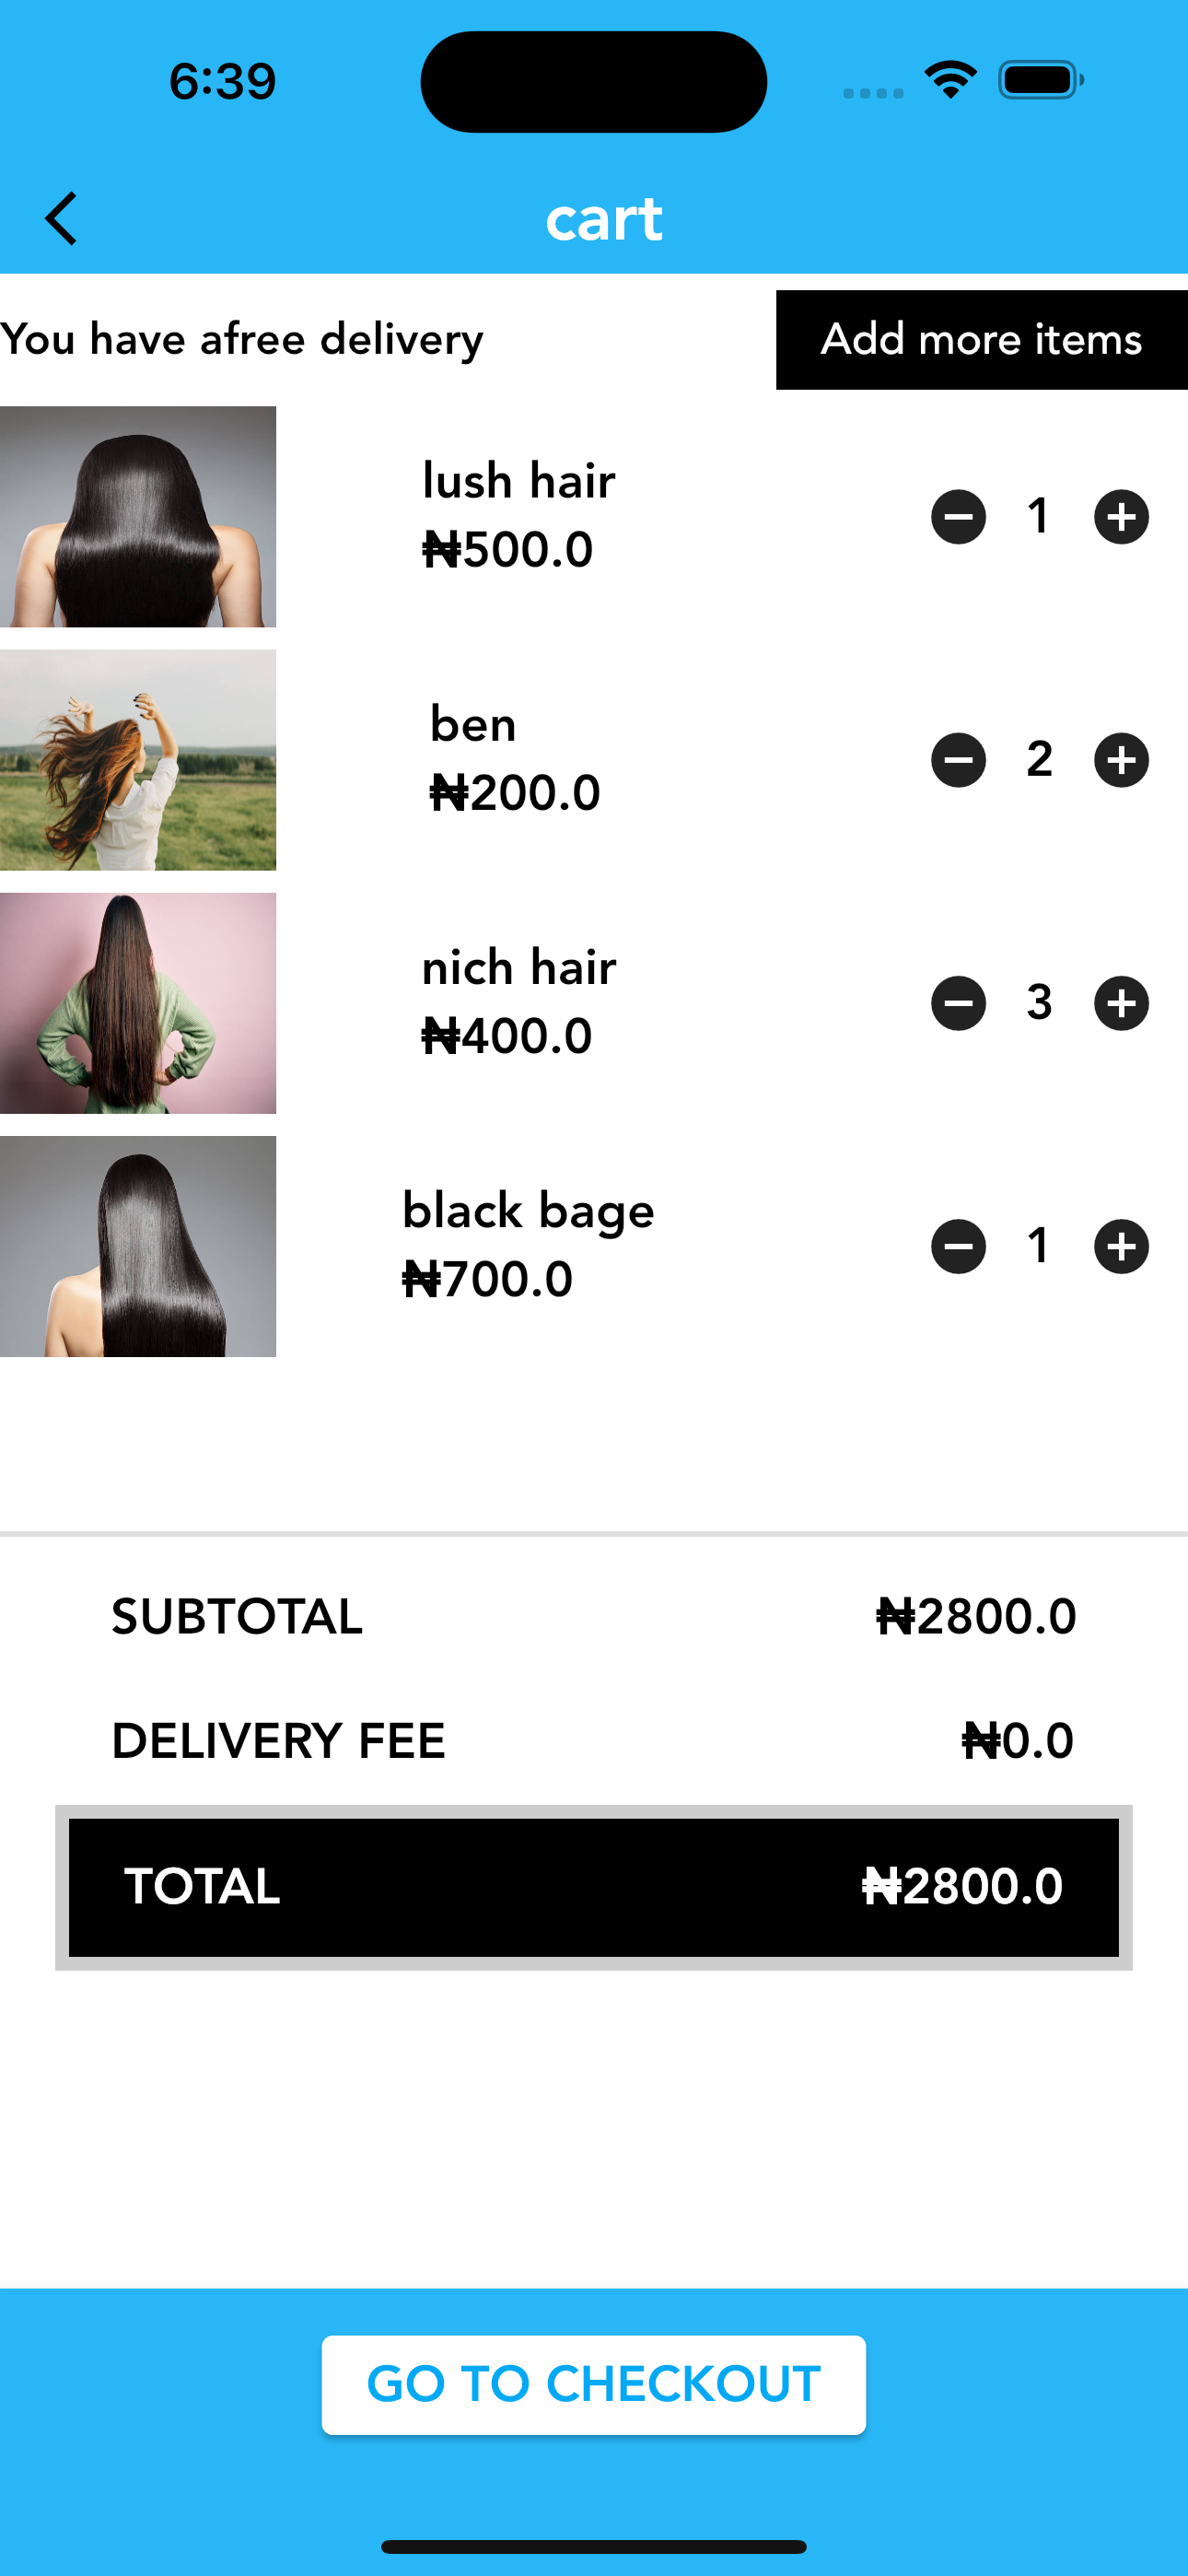 6:39
cart
You have afree delivery
Add more items
lush hair
₦500.0
1
ben
₦200.0
2
nich hair
₦400.0
3
black bage
₦700.0
1
SUBTOTAL
₦2800.0
DELIVERY FEE
₦0.0
TOTAL
₦2800.0
GO TO CHECKOUT